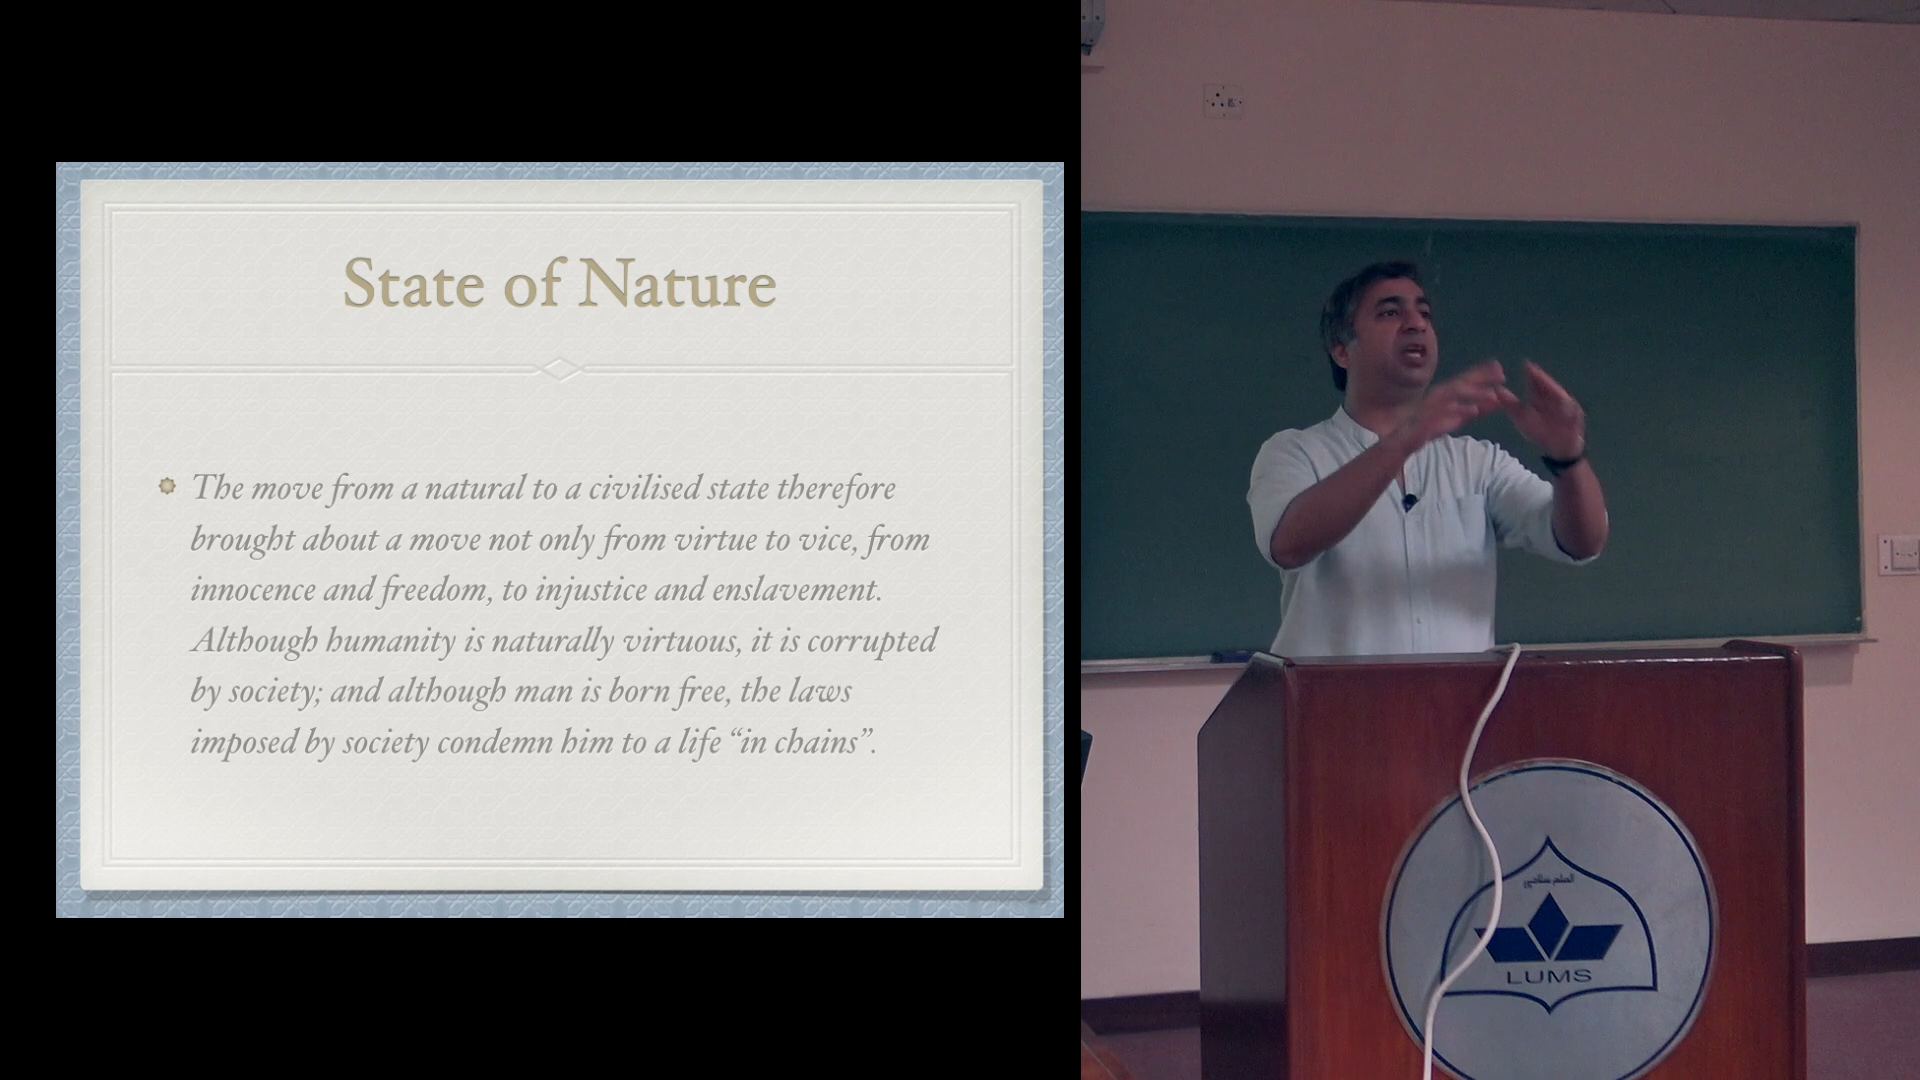 State of Nature
The move from a natural to a civilised state therefore
brought about a move not only from virtue to vice, from
innocence and freedom, to injustice and enslavement.
Although humanity is naturally virtuous, it is corrupted
by society; and although man is born free, the laws
imposed by society condemn him to a life “in chains”.
LUMS